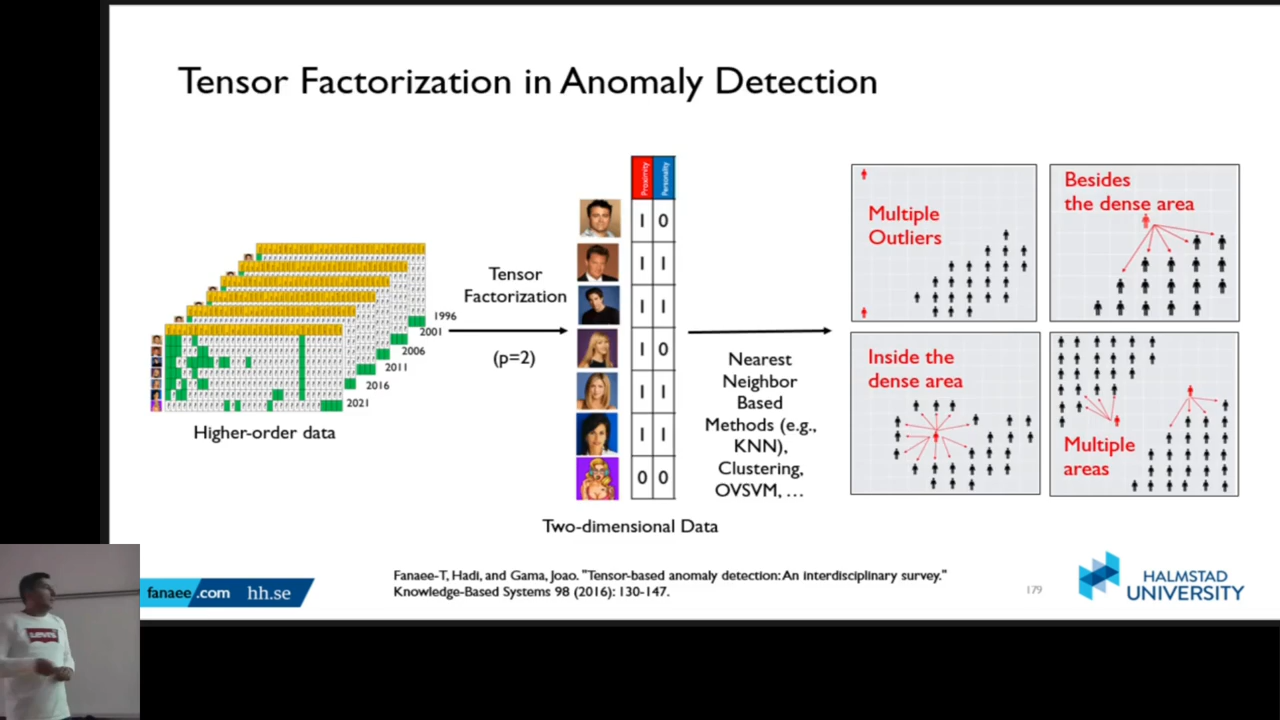 Tensor Factorization in Anomaly Detection
1996
2001
2006
2011
2016
2021
Higher-order data
Tensor
Factorization
(p=2)
Proximity
Personality
1 0
1 1
1 1
1 0
1 1
1 1
0 0
Two-dimensional Data
Nearest
Neighbor
Based
Methods (e.g.,
KNN),
Clustering,
OVSVM, …
Multiple
Outliers
Besides
the dense area
Inside the
dense area
Multiple
areas
LEVI'S
fanaee.com hh.se
Fanaee-T, Hadi, and Gama, Joao. "Tensor-based anomaly detection: An interdisciplinary survey."
Knowledge-Based Systems 98 (2016): 130-147.
179
HALMSTAD
UNIVERSITY